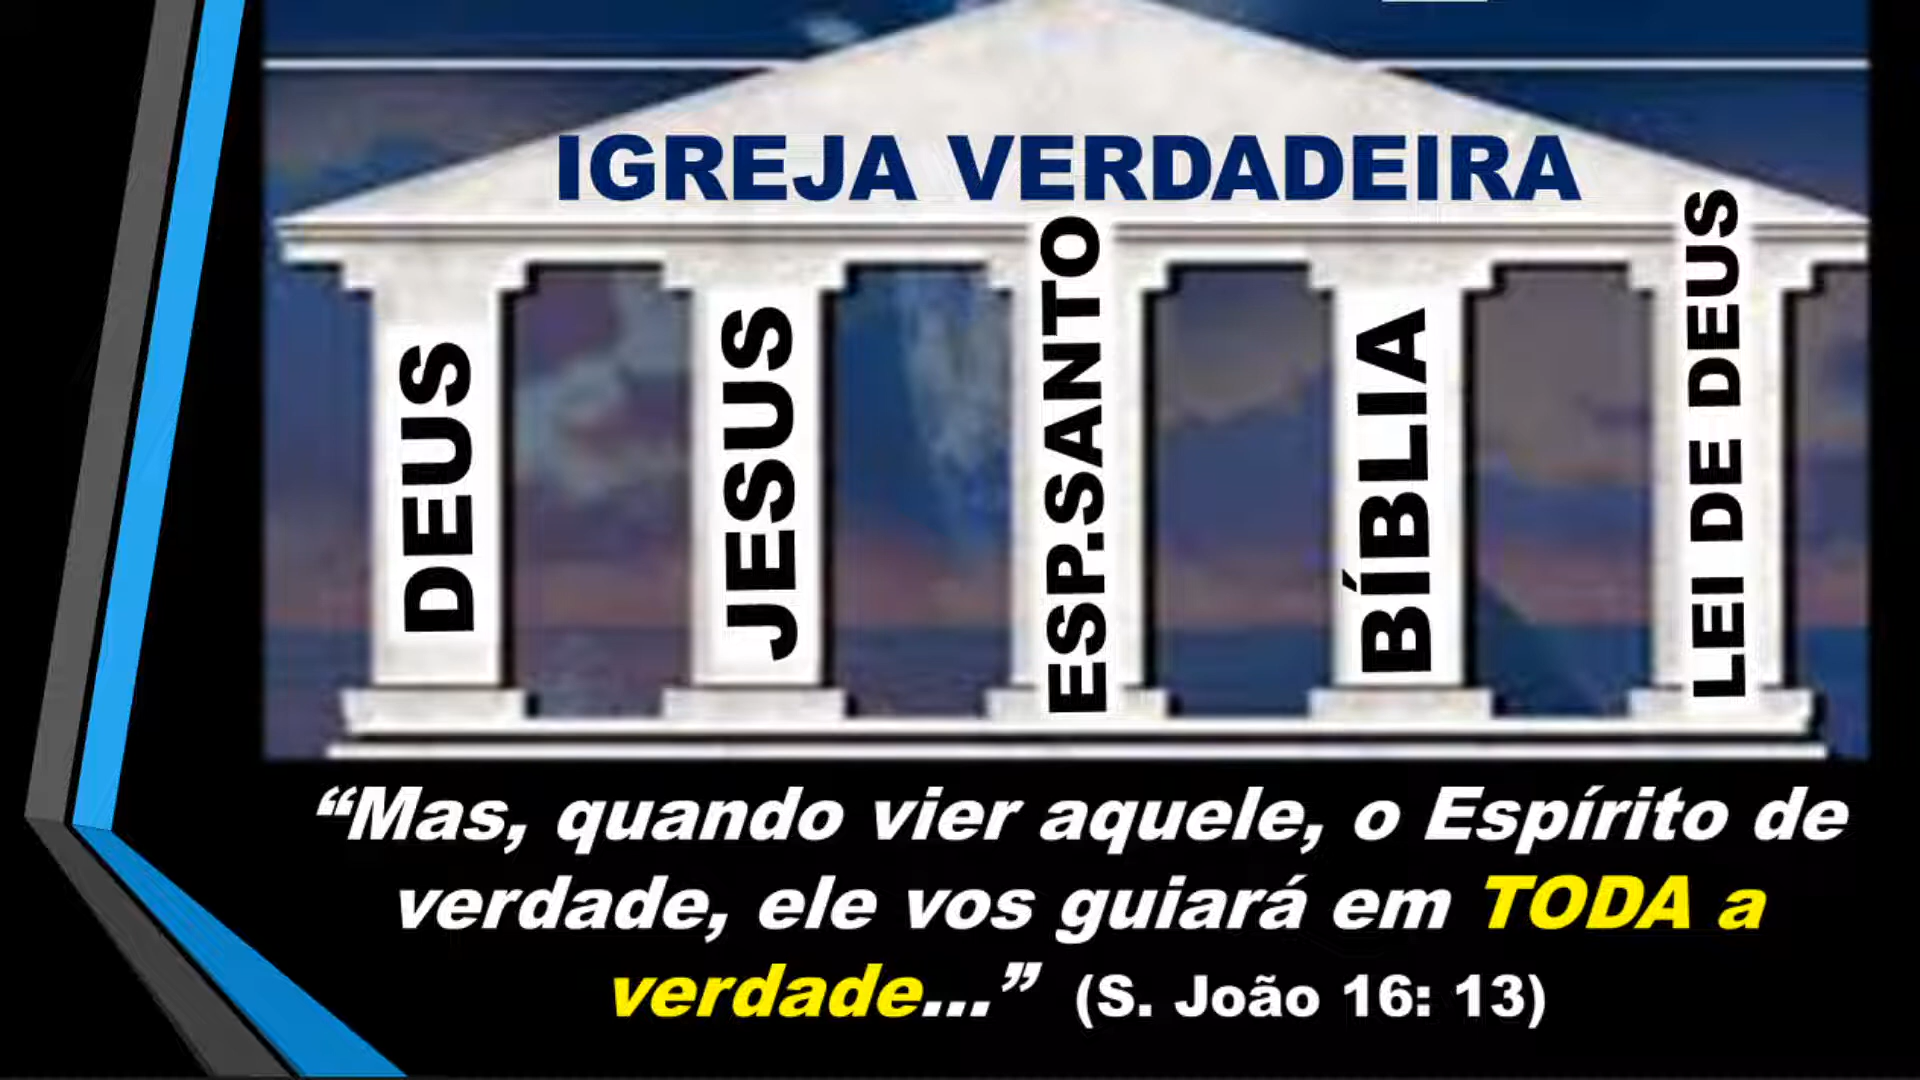 IGREJA VERDADEIRA
DEUS
JESUS
ESP.SANTO
BÍBLIA
LEI DE DEUS
“Mas, quando vier aquele, o Espírito de
verdade, ele vos guiará em TODA a
verdade...” (S. João 16: 13)